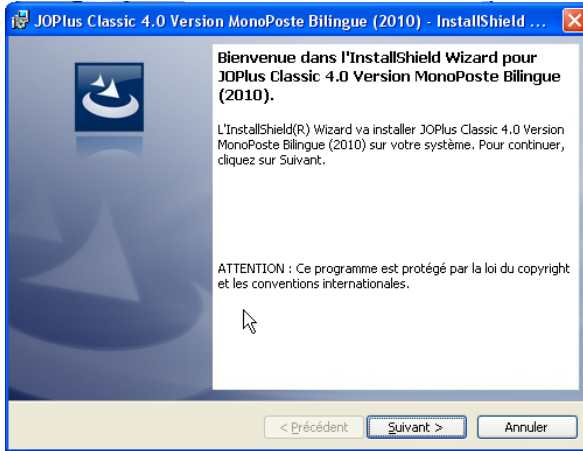 JOPlus Classic 4.0 Version MonoPoste Bilingue (2010) - InstallShield ...
Bienvenue dans l'InstallShield Wizard pour
JOPlus Classic 4.0 Version MonoPoste Bilingue
(2010).
L'InstallShield(R) Wizard va installer JOPlus Classic 4.0 Version
MonoPoste Bilingue (2010) sur votre système. Pour continuer,
cliquez sur Suivant.
ATTENTION : Ce programme est protégé par la loi du copyright
et les conventions internationales.
< Précédent
Suivant >
Annuler